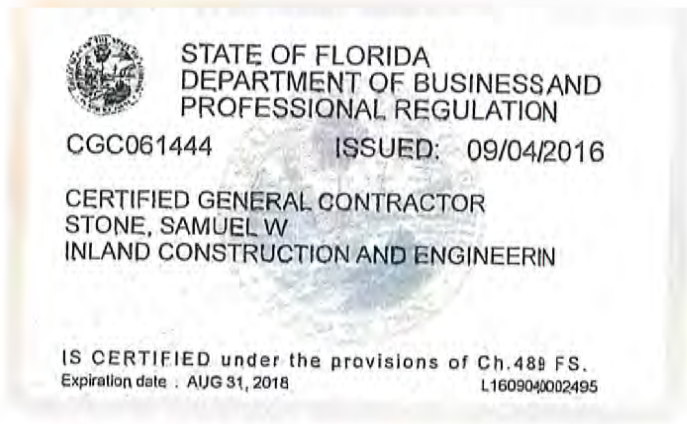 STATE OF FLORIDA
DEPARTMENT OF BUSINESS AND
PROFESSIONAL REGULATION
CGC061444 ISSUED: 09/04/2016
CERTIFIED GENERAL CONTRACTOR
STONE, SAMUEL W
INLAND CONSTRUCTION AND ENGINEERIN
IS CERTIFIED under the provisions of Ch.489 FS.
Expiration date : AUG 31, 2018 L1609040002495